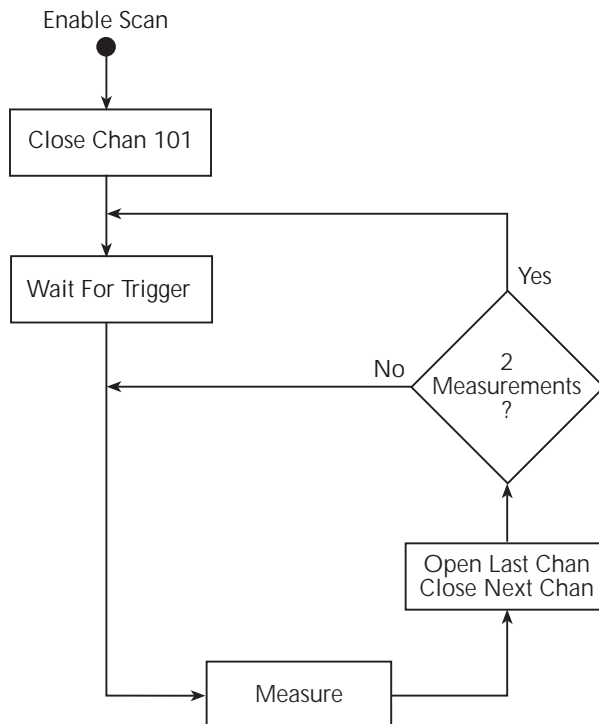 Enable Scan
Close Chan 101
Wait For Trigger
Yes
No
2
Measurements
?
Open Last Chan
Close Next Chan
Measure